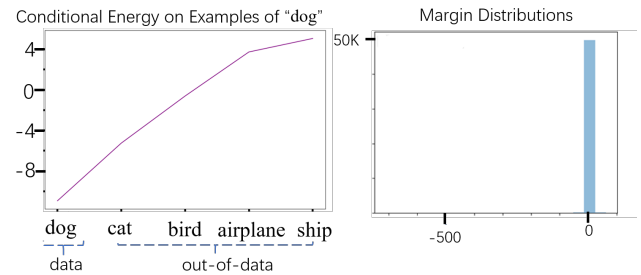 Conditional Energy on Examples of “dog”
4
0
-4
-8
dog cat bird airplane ship
data out-of-data
Margin Distributions
50K
-500 0